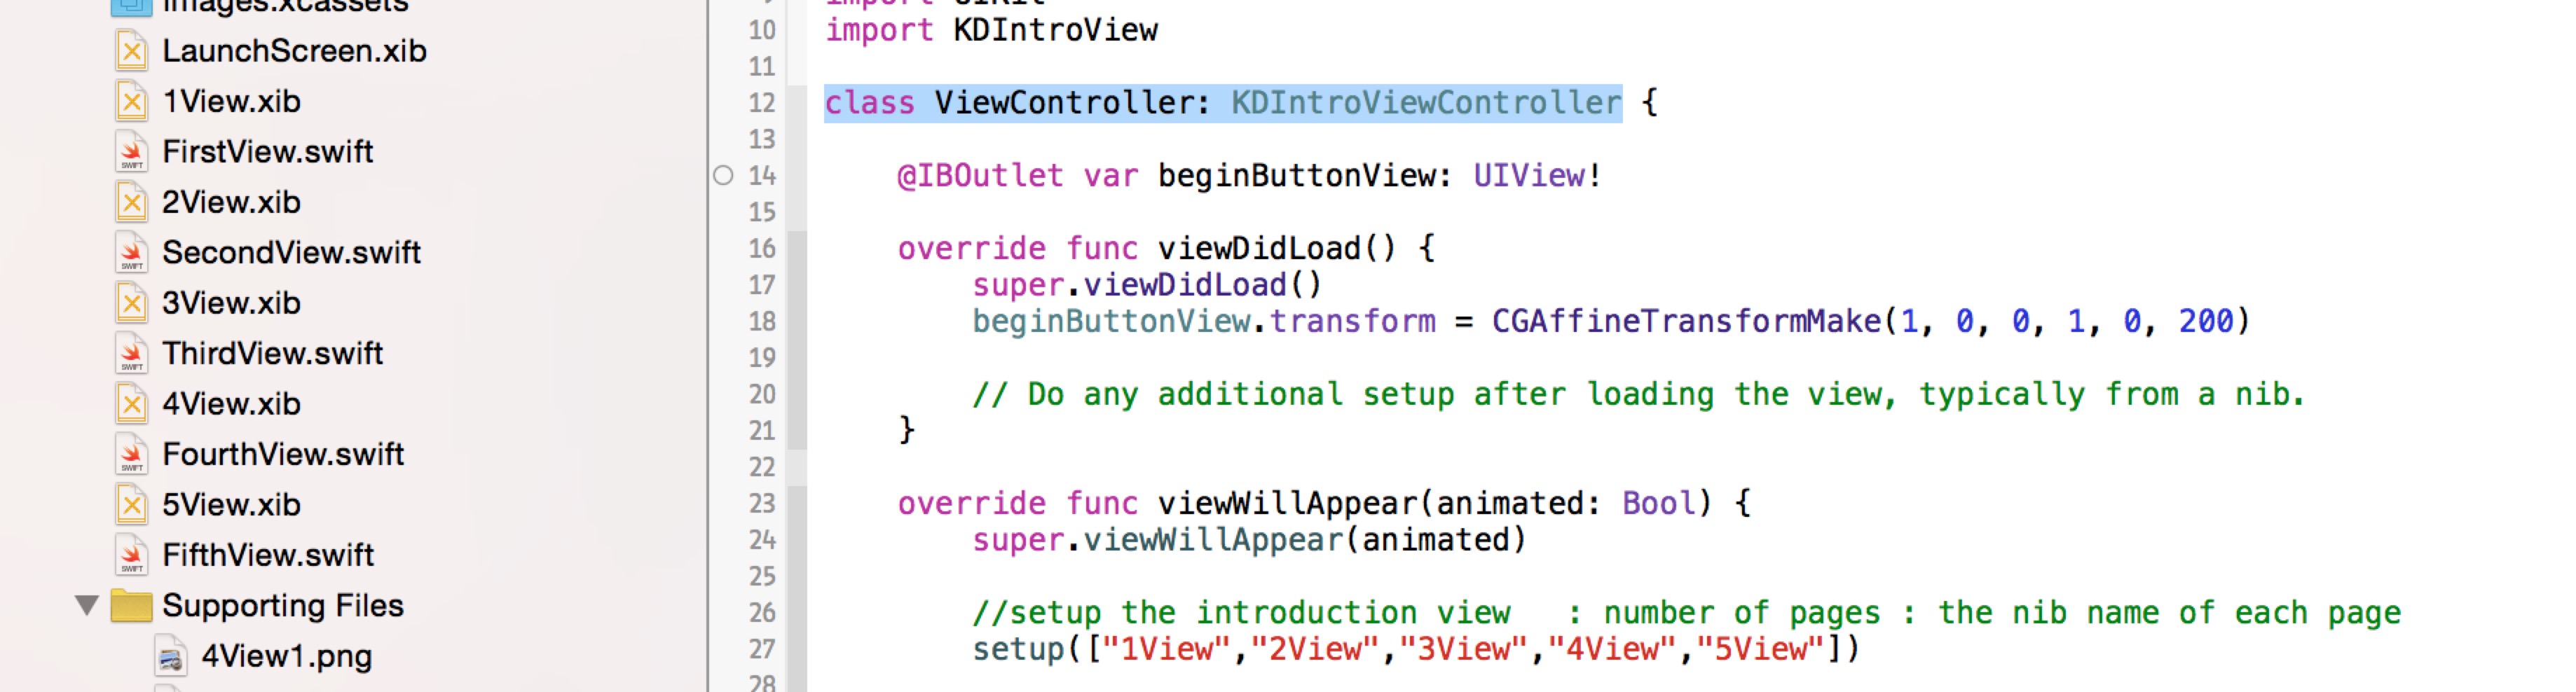 Images.xcassets
LaunchScreen.xib
1View.xib
FirstView.swift
2View.xib
SecondView.swift
3View.xib
ThirdView.swift
4View.xib
FourthView.swift
5View.xib
FifthView.swift
Supporting Files
4View1.png
import UIKit
10 import KDIntroView
11
12 class ViewController: KDIntroViewController {
13
14 @IBOutlet var beginButtonView: UIView!
15
16 override func viewDidLoad() {
17 super.viewDidLoad()
18 beginButtonView.transform = CGAffineTransformMake(1, 0, 0, 1, 0, 200)
19
20 // Do any additional setup after loading the view, typically from a nib.
21 }
22
23 override func viewWillAppear(animated: Bool) {
24 super.viewWillAppear(animated)
25
26 //setup the introduction view : number of pages : the nib name of each page
27 setup(["1View","2View","3View","4View","5View"])
28